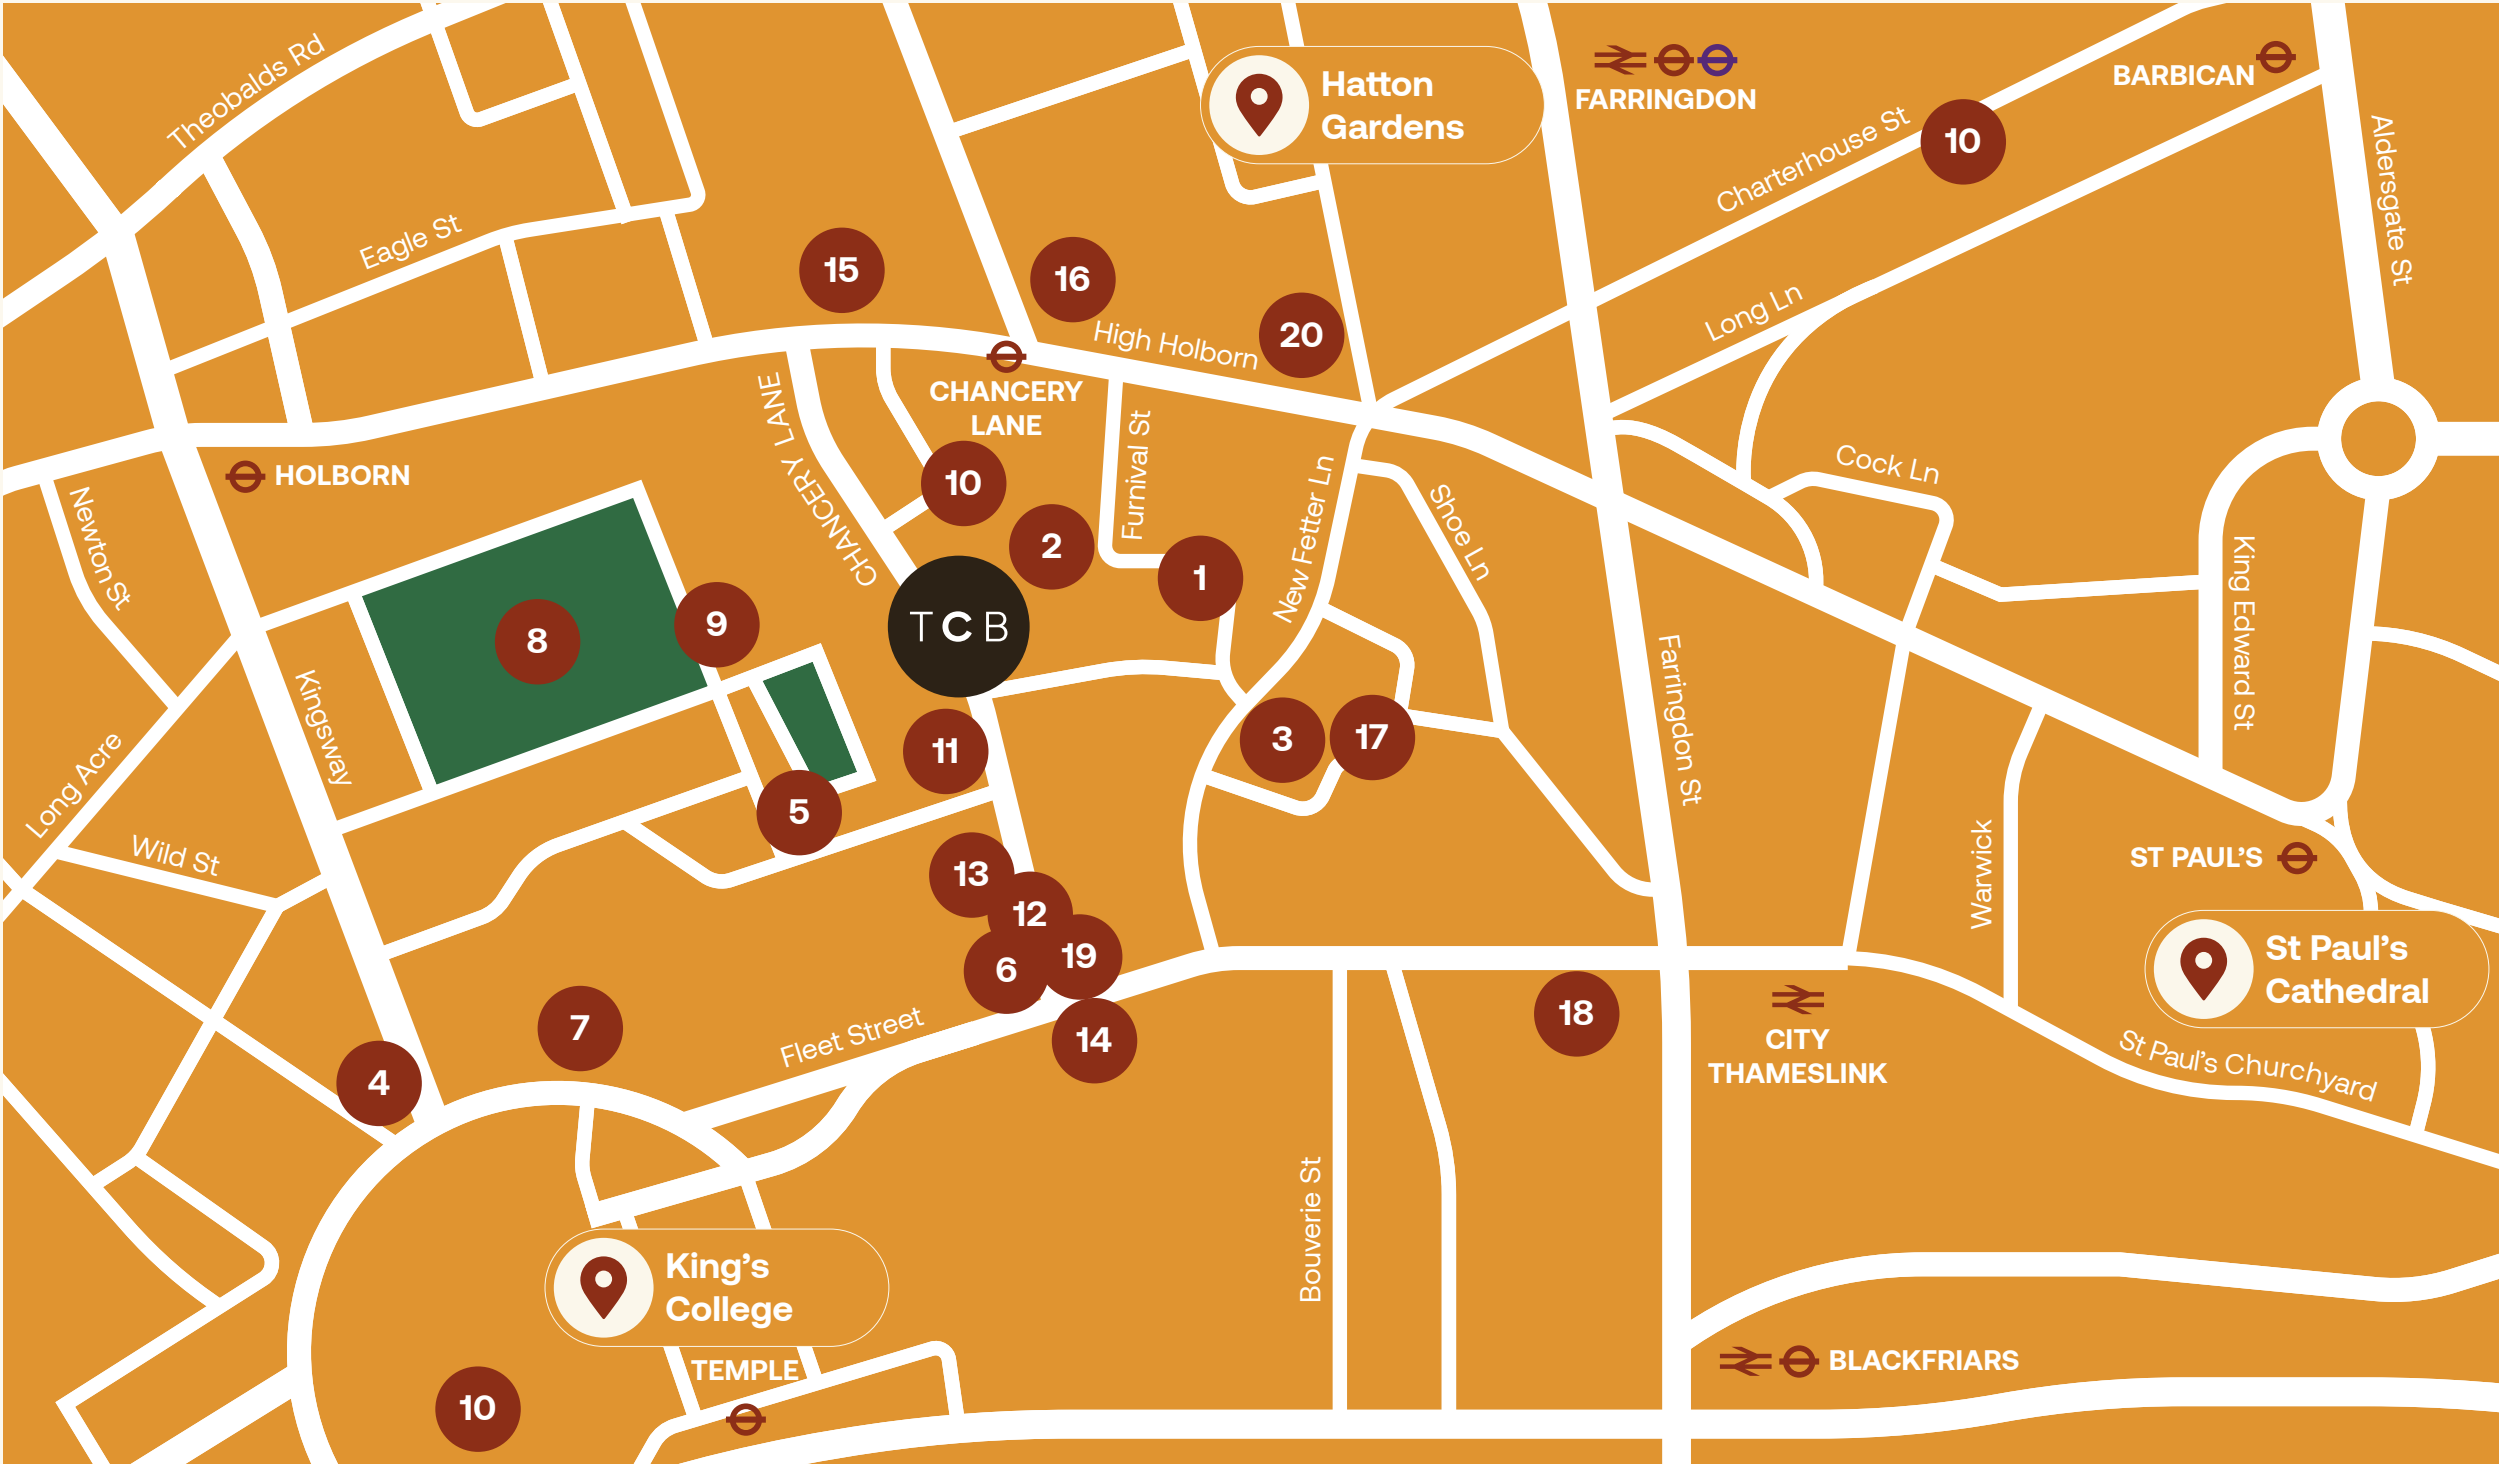 Theobalds Rd
Hatton
Gardens
FARRINGDON
BARBICAN
10
Charterhouse St
Aldersgate St
Eagle St
15
16
20
High Holborn
Long Ln
CHANCERY
LANE
CHANCERY LANE
Furnival St
HOLBORN
Newton St
10
2
1
New Fetter Ln
Shoe Ln
Cock Ln
King Edward St
8
9
TCB
Kingsway
Farringdon St
Long Acre
Wild St
11
3
17
5
13
12
19
6
14
Warwick
ST PAUL'S
St Paul's
Cathedral
7
4
Fleet Street
18
CITY
THAMESLINK
St Paul's Churchyard
Bouverie St
King's
College
TEMPLE
10
BLACKFRIARS